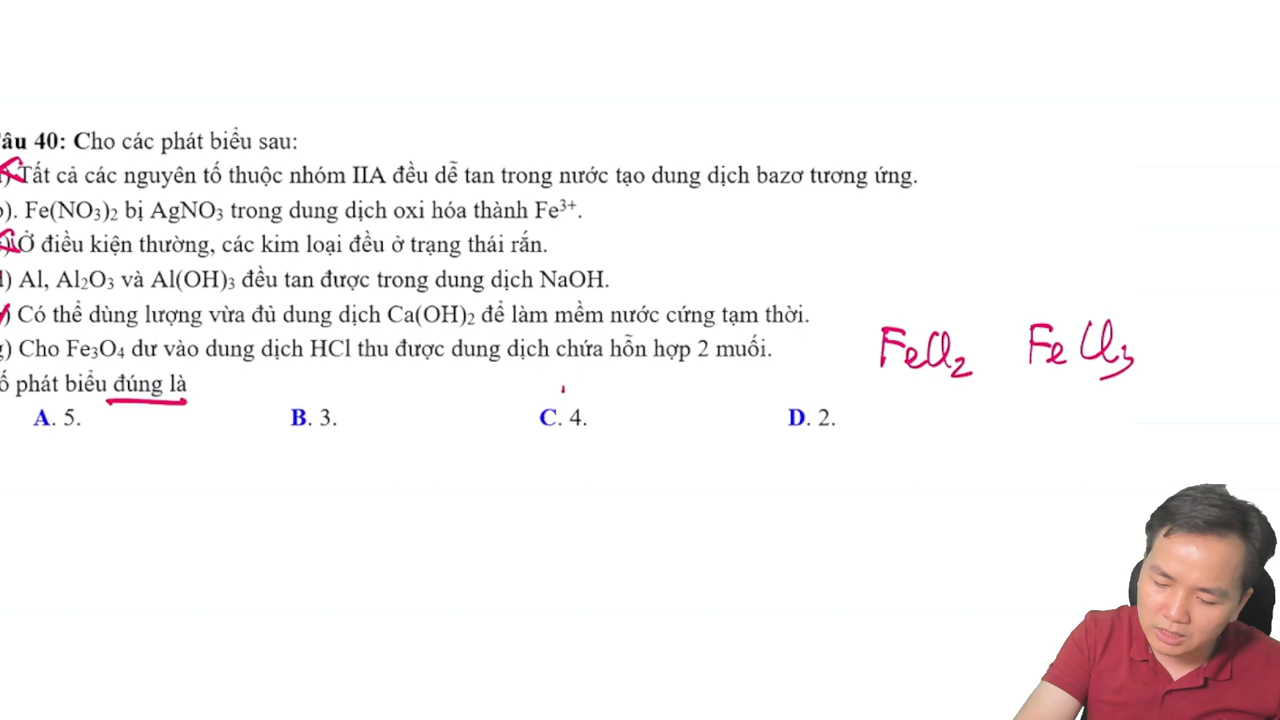 âu 40: Cho các phát biểu sau:
) Tất cả các nguyên tố thuộc nhóm IIA đều dễ tan trong nước tạo dung dịch bazơ tương ứng.
). Fe(NO₃)₂ bị AgNO₃ trong dung dịch oxi hóa thành Fe³⁺.
Ở điều kiện thường, các kim loại đều ở trạng thái rắn.
) Al, Al₂O₃ và Al(OH)₃ đều tan được trong dung dịch NaOH.
) Có thể dùng lượng vừa đủ dung dịch Ca(OH)₂ để làm mềm nước cứng tạm thời.
g) Cho Fe₃O₄ dư vào dung dịch HCl thu được dung dịch chứa hỗn hợp 2 muối.
FeCl₂ FeCl₃
ố phát biểu đúng là
A. 5. B. 3. C. 4. D. 2.